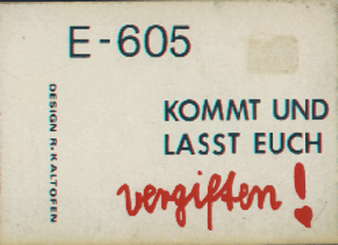 E-605
DESIGN R. KALTOFEN
KOMMT UND
LASST EUCH
vergiften!